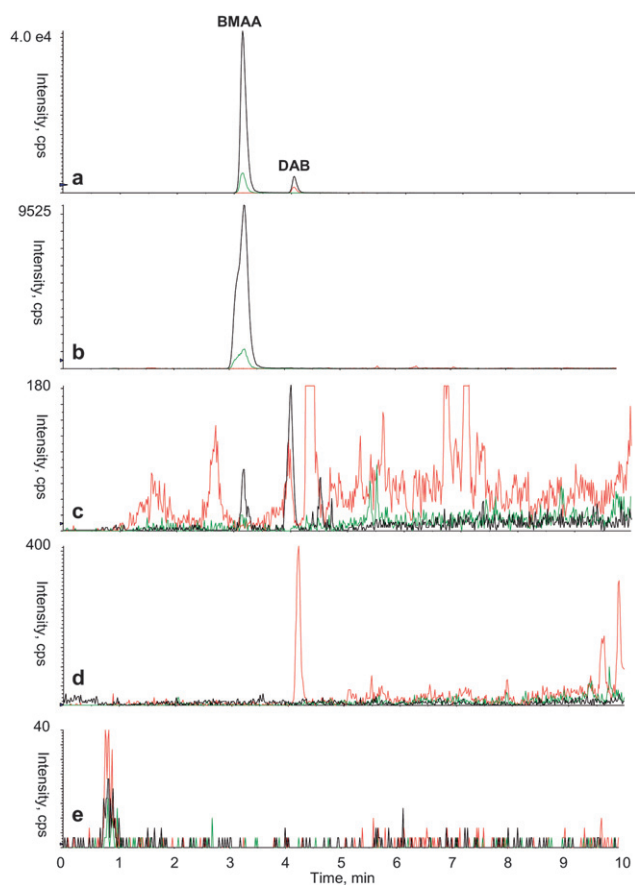 BMAA
4.0 e4
Intensity, cps
DAB
a
9525
Intensity, cps
b
180
Intensity, cps
c
400
Intensity, cps
d
40
Intensity, cps
e
0 1 2 3 4 5 6 7 8 9 10
Time, min